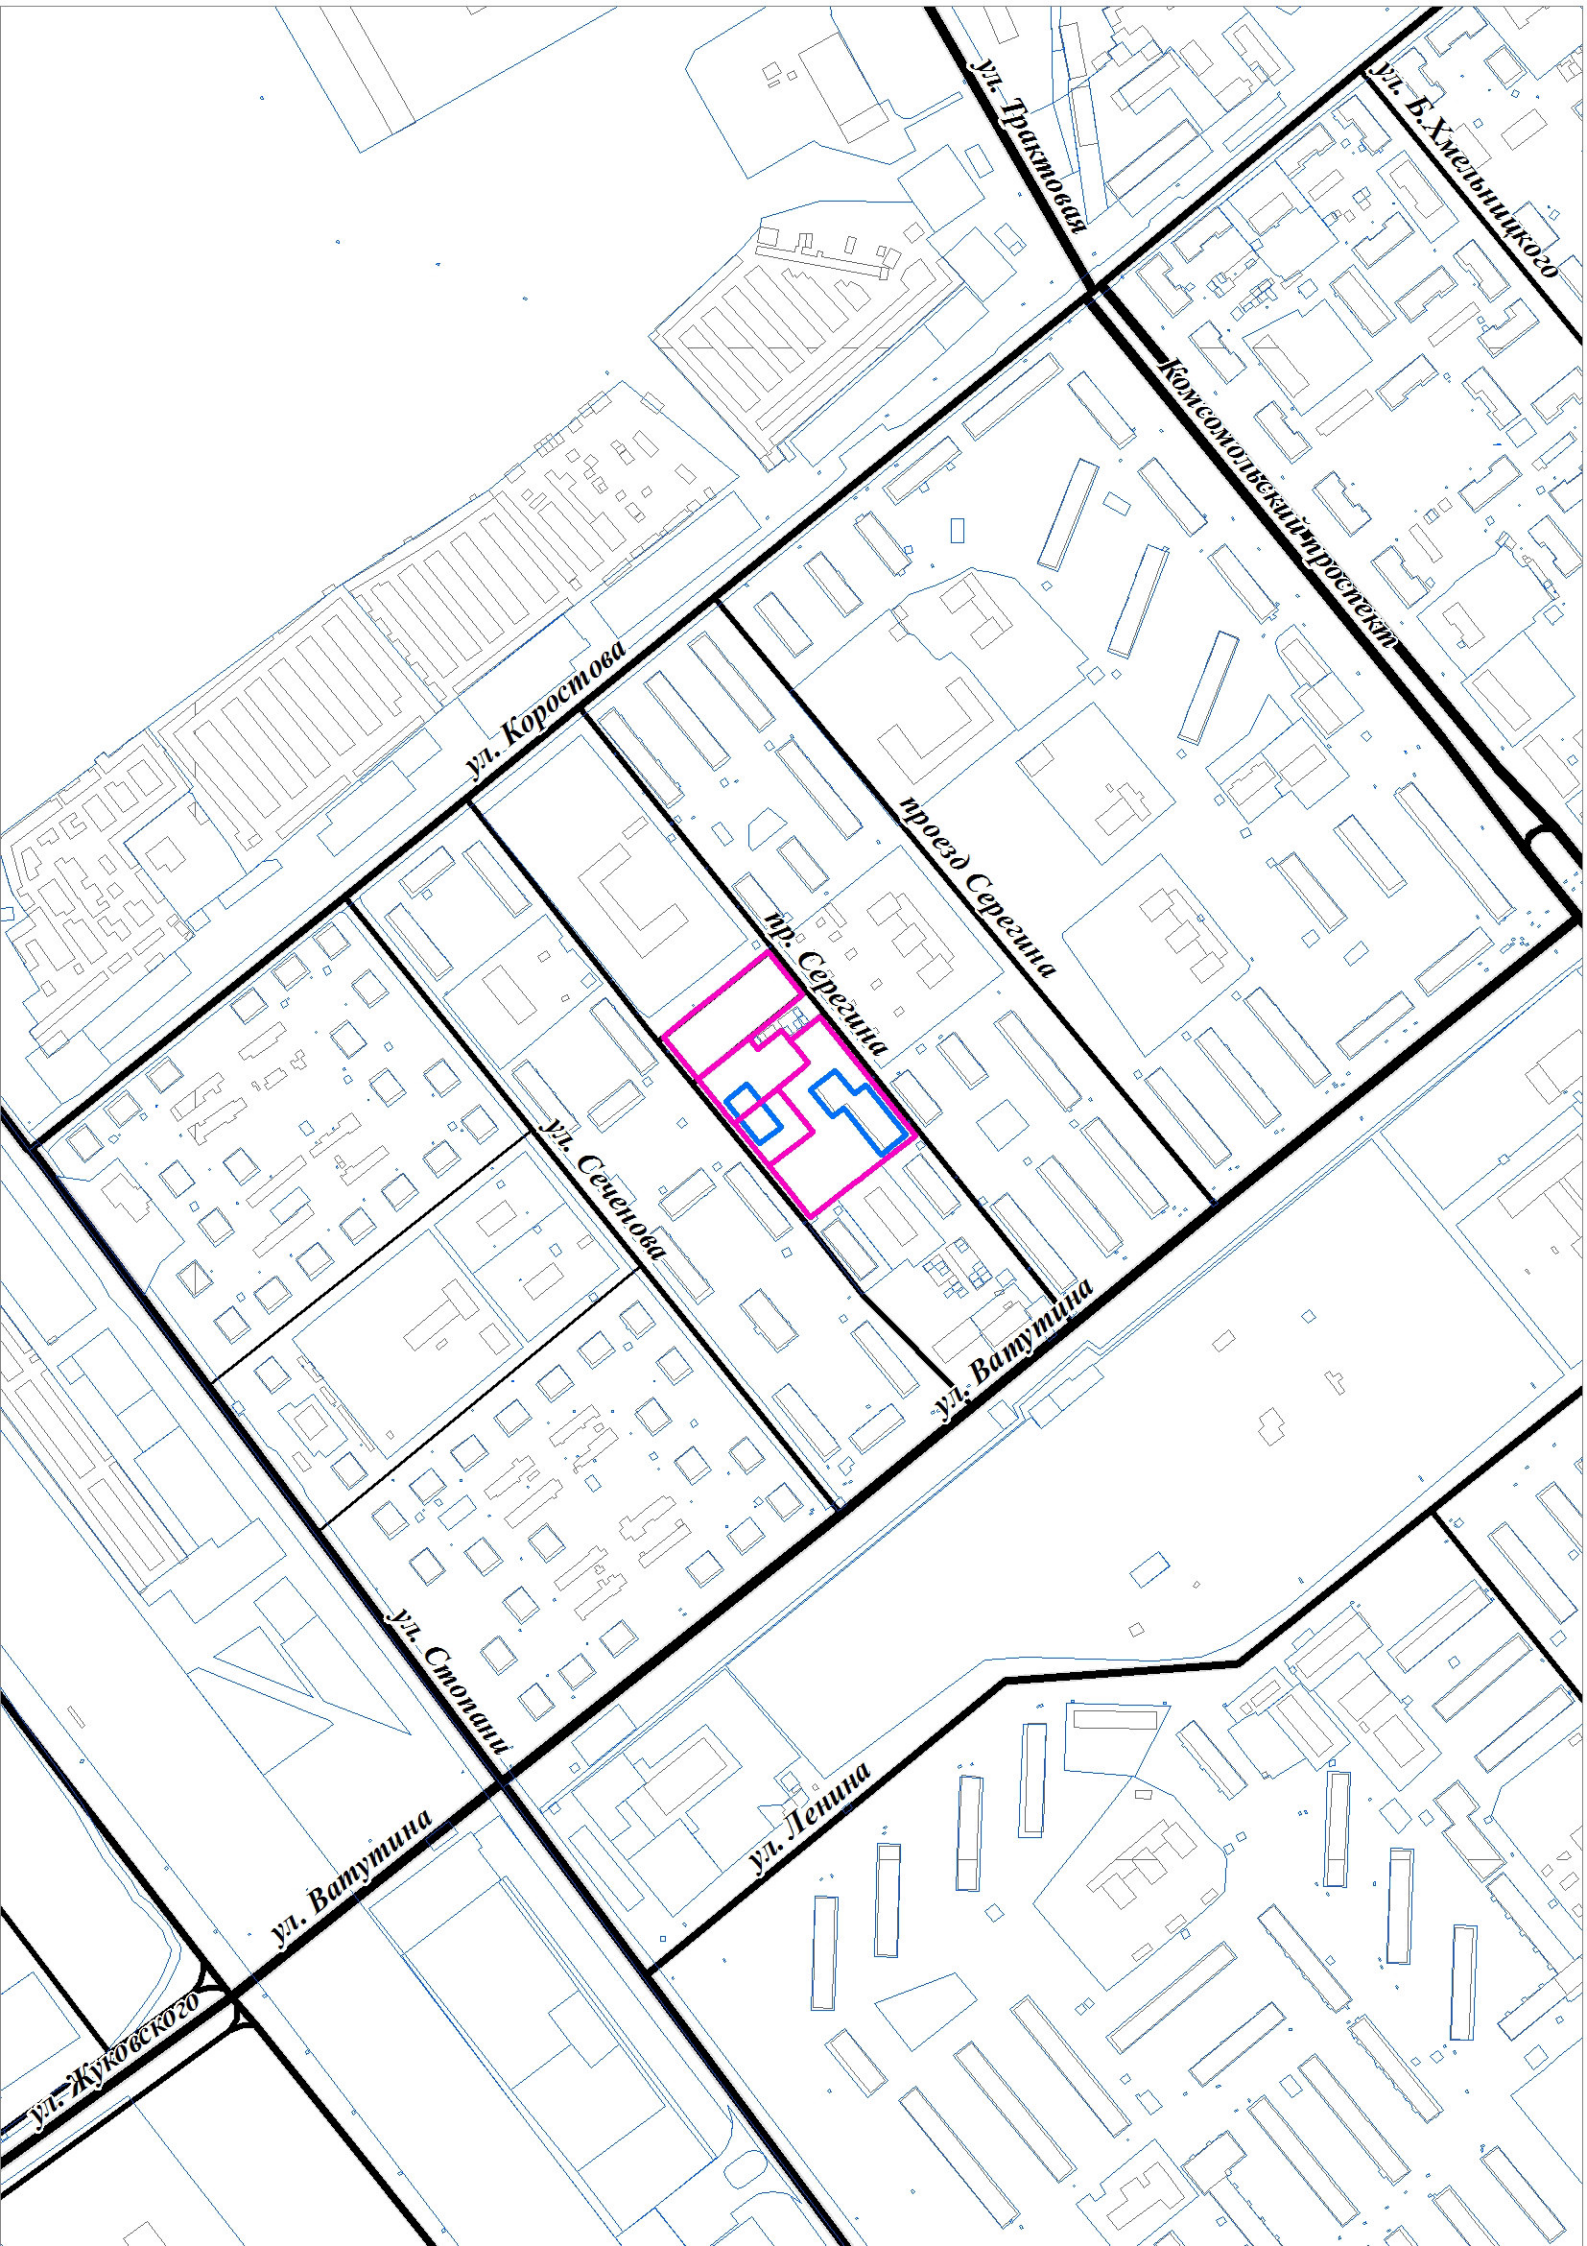 ул. Трактовая
ул. Б.Хмельницкого
Комсомольский проспект
ул. Коростова
проезд Серегина
пр. Серегина
ул. Сеченова
ул. Ватутина
ул. Стопани
ул. Ленина
ул. Ватутина
ул. Жуковского